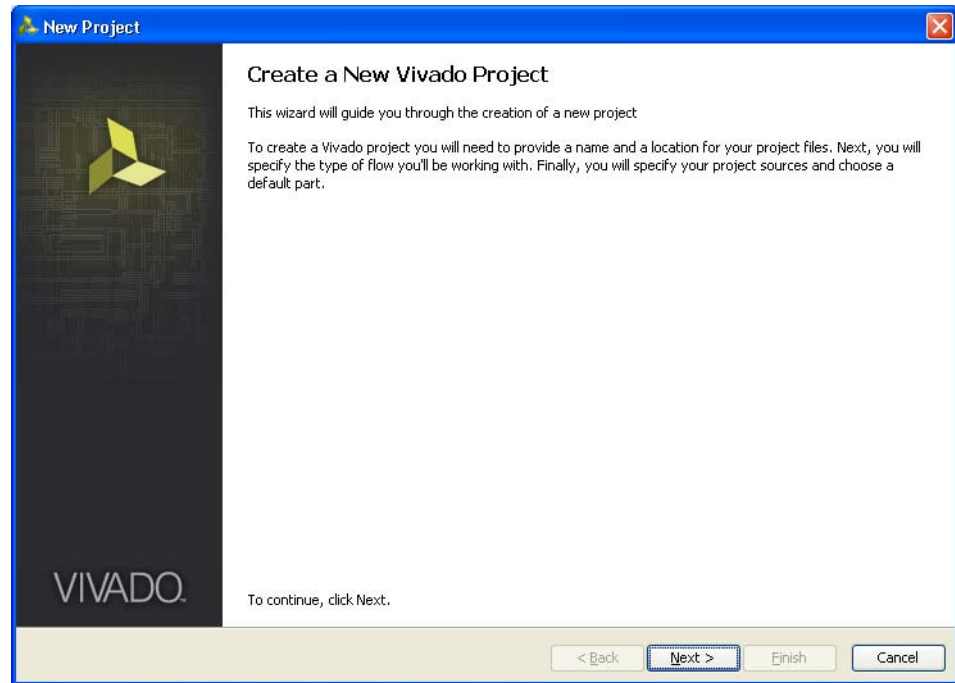 New Project
Create a New Vivado Project
This wizard will guide you through the creation of a new project
To create a Vivado project you will need to provide a name and a location for your project files. Next, you will
specify the type of flow you'll be working with. Finally, you will specify your project sources and choose a
default part.
VIVADO™
To continue, click Next.
< Back Next > Finish Cancel